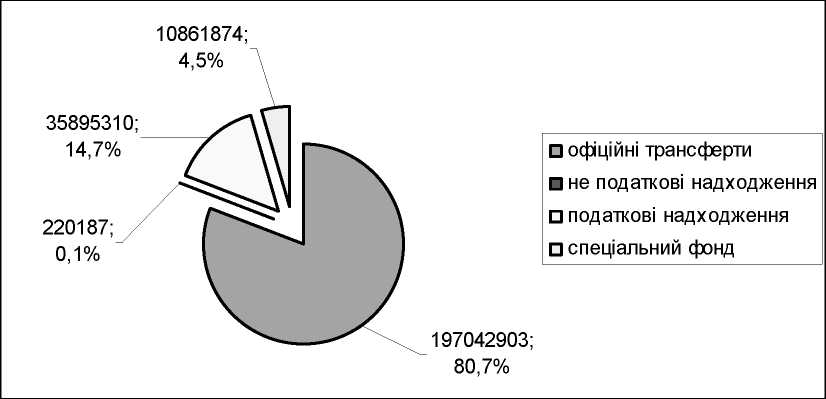 10861874;
4,5%
35895310;
14,7%
220187;
0,1%
197042903;
80,7%
офіційні трансферти
не податкові надходження
податкові надходження
спеціальний фонд